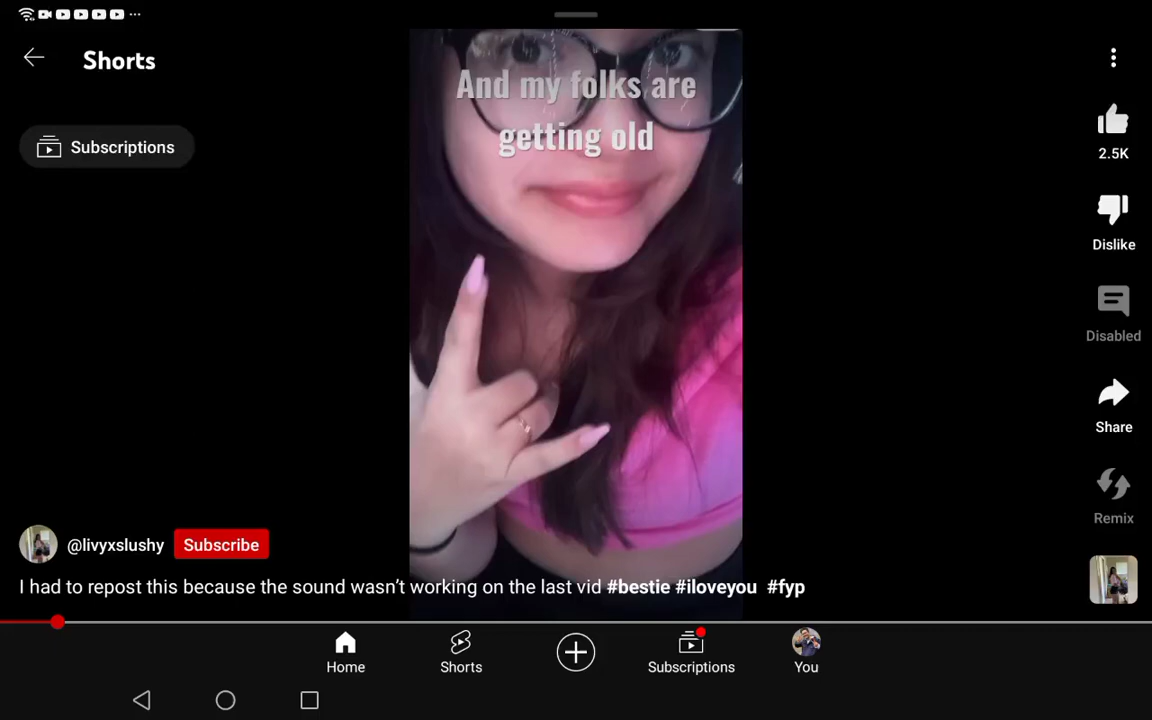 Shorts
And my folks are
getting old
Subscriptions
2.5K
Dislike
Disabled
Share
Remix
@livyxslushy
Subscribe
I had to repost this because the sound wasn't working on the last vid #bestie #iloveyou #fyp
Home
Shorts
Subscriptions
You